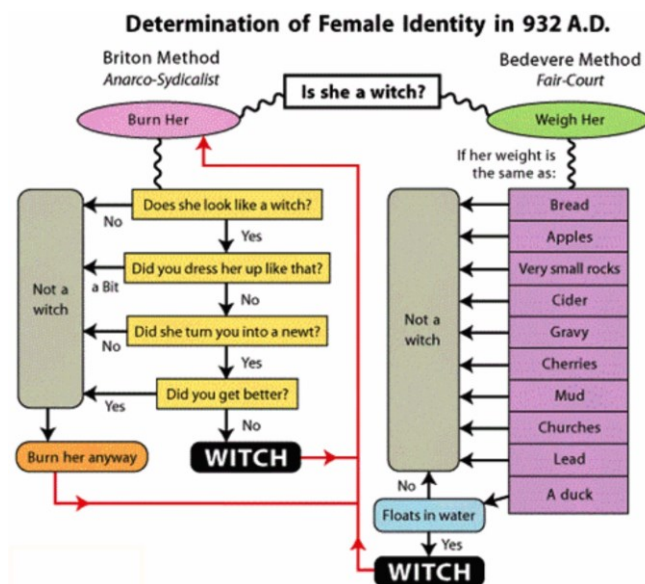 Determination of Female Identity in 932 A.D.
Briton Method
Anarco-Sydicalist
Bedevere Method
Fair-Court
Is she a witch?
Burn Her
Weigh Her
If her weight is
the same as:
Does she look like a witch?
No
Yes
Did you dress her up like that?
a Bit
No
Not a
witch
Did she turn you into a newt?
No
Yes
Did you get better?
Yes
No
Burn her anyway
WITCH
Not a
witch
Bread
Apples
Very small rocks
Cider
Gravy
Cherries
Mud
Churches
Lead
A duck
No
Floats in water
Yes
WITCH